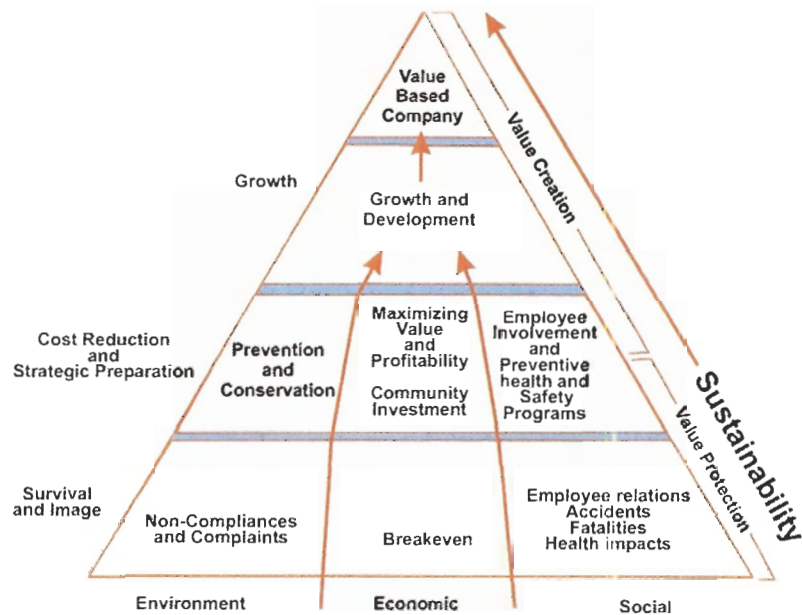 Value
Based
Company
Growth
Growth and
Development
Cost Reduction
and
Strategic Preparation
Prevention
and
Conservation
Maximizing
Value
and
Profitability
Community
Investment
Employee
Involvement
and
Preventive
health and
Safety
Programs
Survival
and Image
Non-Compliances
and Complaints
Breakeven
Employee relations
Accidents
Fatalities
Health impacts
Environment
Economic
Social
Value Creation
Value Protection
Sustainability